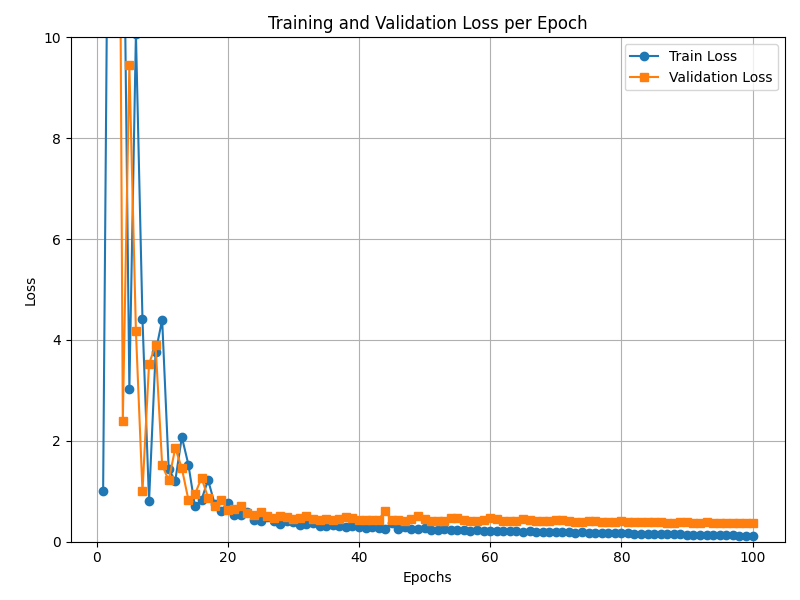 Training and Validation Loss per Epoch
Train Loss
Validation Loss
10
8
6
4
2
0
Loss
0 20 40 60 80 100
Epochs